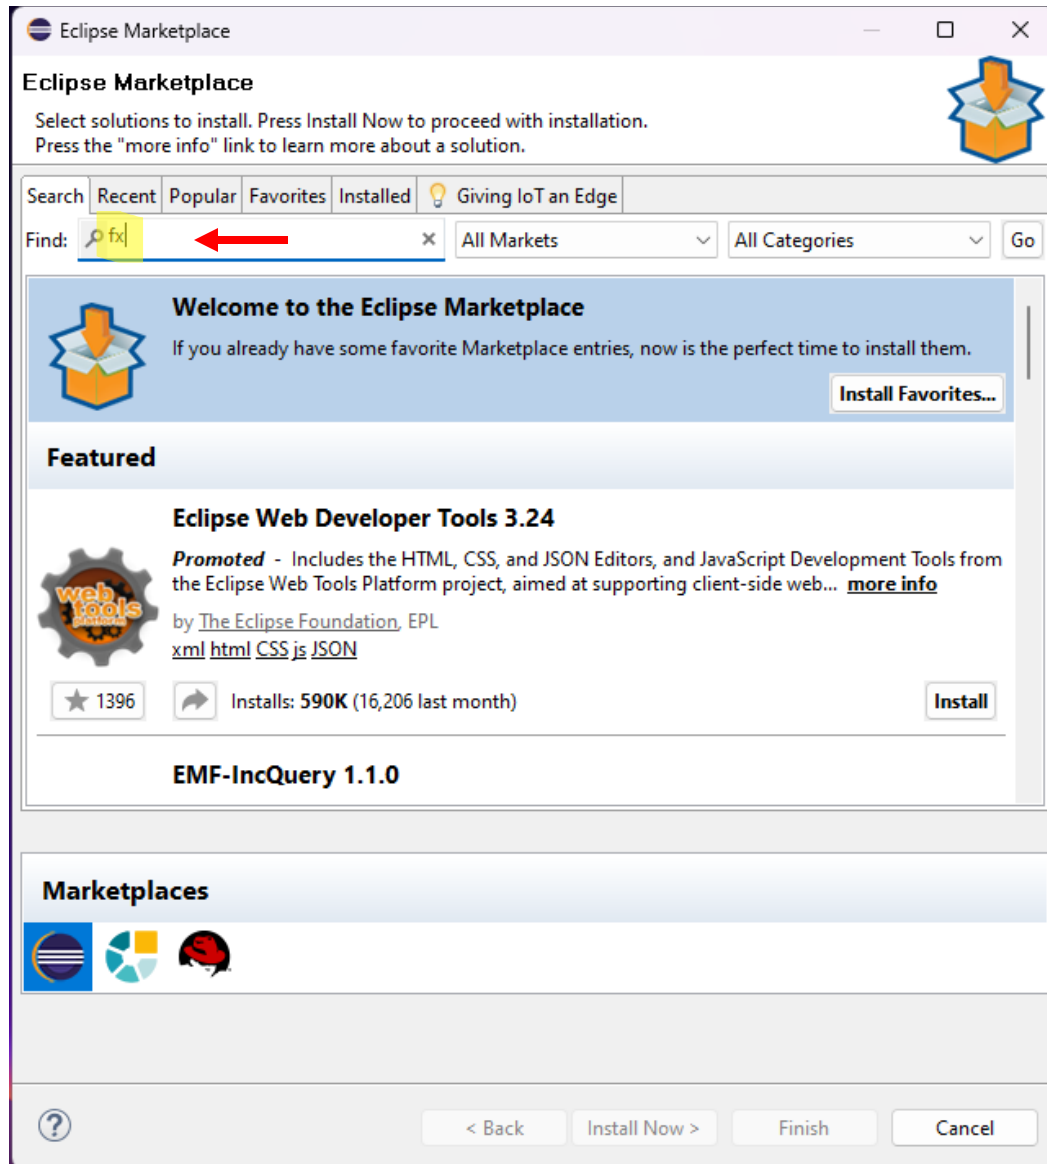 Eclipse Marketplace
Eclipse Marketplace
Select solutions to install. Press Install Now to proceed with installation.
Press the "more info" link to learn more about a solution.
Search Recent Popular Favorites Installed Giving IoT an Edge
Find: fx All Markets All Categories Go
Welcome to the Eclipse Marketplace
If you already have some favorite Marketplace entries, now is the perfect time to install them.
Install Favorites...
Featured
Eclipse Web Developer Tools 3.24
Promoted - Includes the HTML, CSS, and JSON Editors, and JavaScript Development Tools from
the Eclipse Web Tools Platform project, aimed at supporting client-side web... more info
web tools platform
by The Eclipse Foundation, EPL
xml html CSS js JSON
1396 Installs: 590K (16,206 last month) Install
EMF-IncQuery 1.1.0
Marketplaces
? < Back Install Now > Finish Cancel